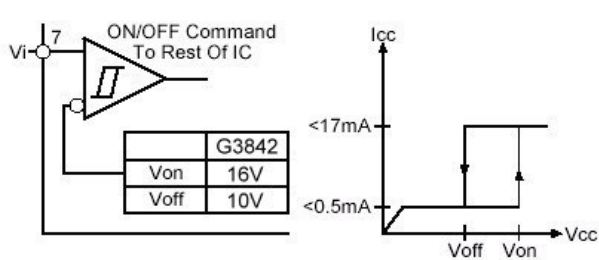 ON/OFF Command
To Rest Of IC
Vi
7
G3842
Von 16V
Voff 10V
Icc
<17mA
<0.5mA
Voff Von
Vcc